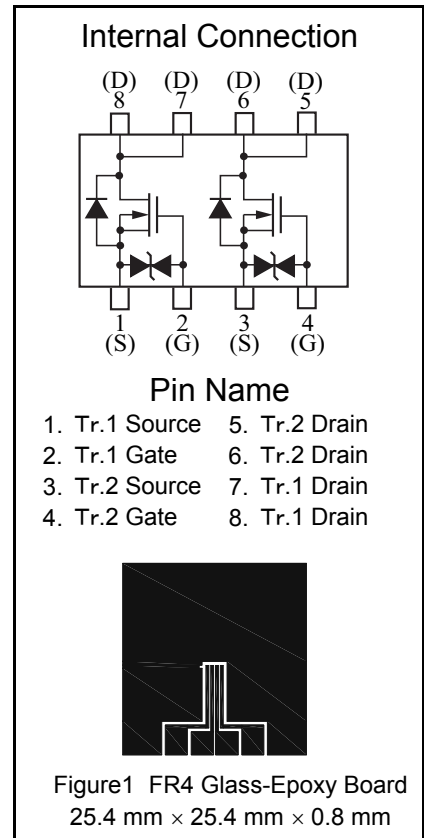 Internal Connection
(D) (D) (D) (D)
8 7 6 5
1 2 3 4
(S) (G) (S) (G)
Pin Name
1. Tr.1 Source 5. Tr.2 Drain
2. Tr.1 Gate 6. Tr.2 Drain
3. Tr.2 Source 7. Tr.1 Drain
4. Tr.2 Gate 8. Tr.1 Drain
Figure1 FR4 Glass-Epoxy Board
25.4 mm × 25.4 mm × 0.8 mm